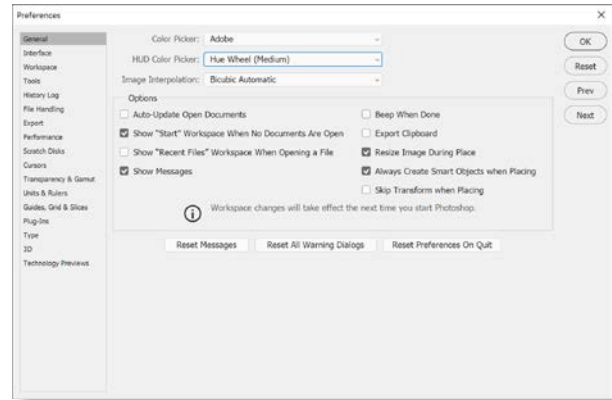 Preferences
General
Interface
Workspace
Tools
History Log
File Handling
Export
Performance
Scratch Disks
Cursors
Transparency & Gamut
Units & Rulers
Guides, Grid & Slices
Plug-Ins
Type
3D
Technology Previews
Color Picker: Adobe
HUD Color Picker: Hue Wheel (Medium)
Image Interpolation: Bicubic Automatic
Options
Auto-Update Open Documents
Show "Start" Workspace When No Documents Are Open
Show "Recent Files" Workspace When Opening a File
Show Messages
Beep When Done
Export Clipboard
Resize Image During Place
Always Create Smart Objects when Placing
Skip Transform when Placing
Workspace changes will take effect the next time you start Photoshop.
Reset Messages
Reset All Warning Dialogs
Reset Preferences On Quit
OK
Reset
Prev
Next